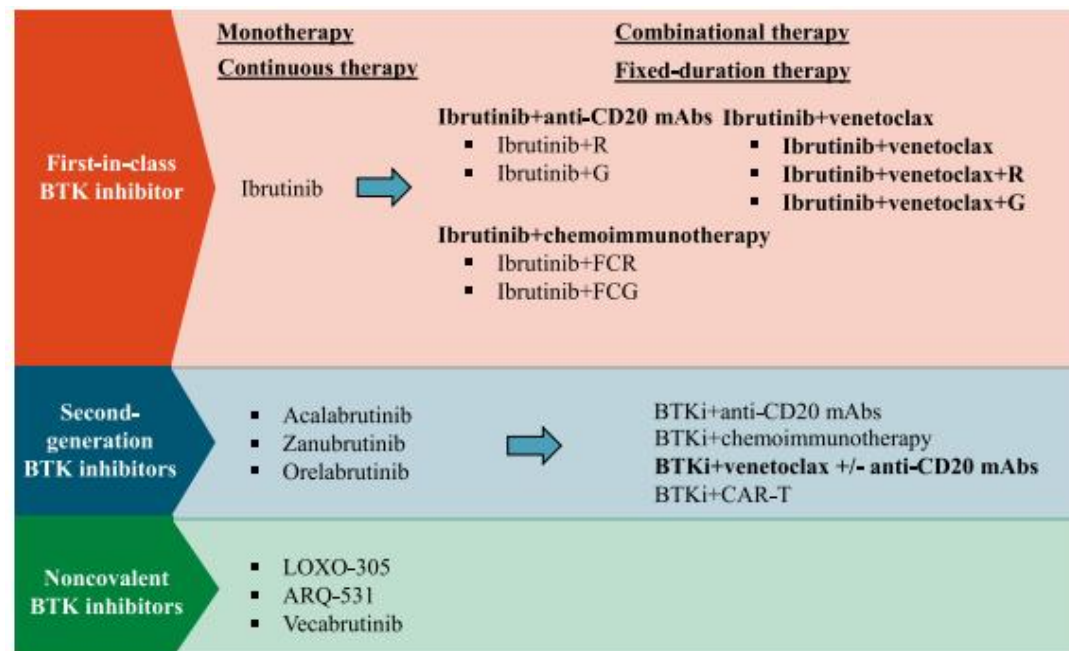 Monotherapy
Continuous therapy
Combinational therapy
Fixed-duration therapy
First-in-class
BTK inhibitor
Ibrutinib
Ibrutinib+anti-CD20 mAbs
▪ Ibrutinib+R
▪ Ibrutinib+G
Ibrutinib+venetoclax
▪ Ibrutinib+venetoclax
▪ Ibrutinib+venetoclax+R
▪ Ibrutinib+venetoclax+G
Ibrutinib+chemoimmunotherapy
▪ Ibrutinib+FCR
▪ Ibrutinib+FCG
Second-
generation
BTK inhibitors
▪ Acalabrutinib
▪ Zanubrutinib
▪ Orelabrutinib
BTKi+anti-CD20 mAbs
BTKi+chemoimmunotherapy
BTKi+venetoclax +/- anti-CD20 mAbs
BTKi+CAR-T
Noncovalent
BTK inhibitors
▪ LOXO-305
▪ ARQ-531
▪ Vecabrutinib